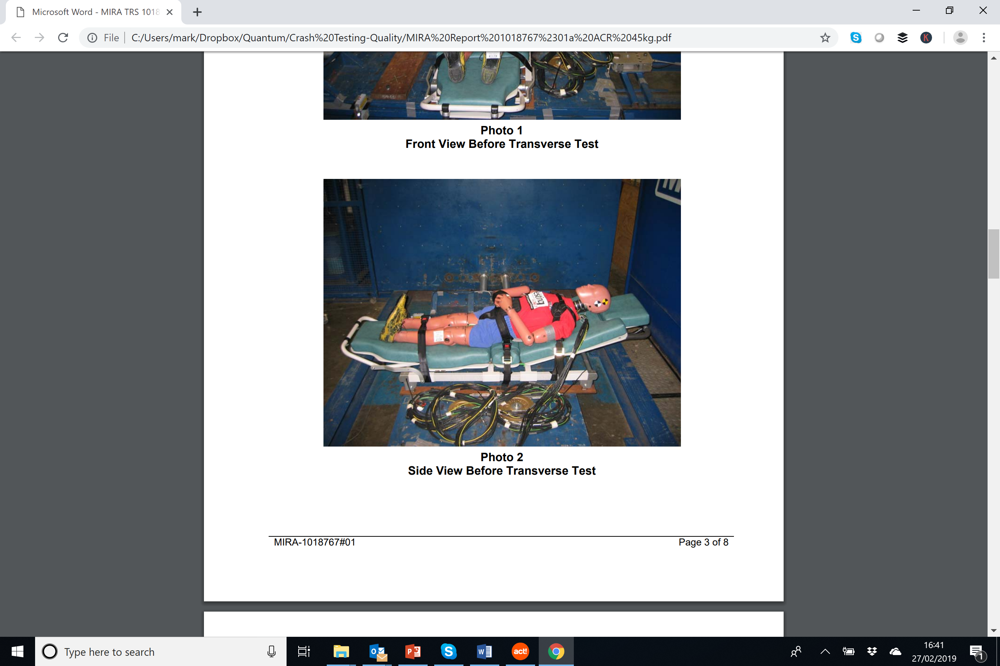 Microsoft Word - MIRA TRS 1018
File
C:/Users/mark/Dropbox/Quantum/Crash%20Testing-Quality/MIRA%20Report%201018767%2301a%20ACR%2045kg.pdf
S
K
Photo 1
Front View Before Transverse Test
esting
Photo 2
Side View Before Transverse Test
MIRA-1018767#01
Page 3 of 8
Type here to search
O
P
S
W
act!
16:41
27/02/2019
1